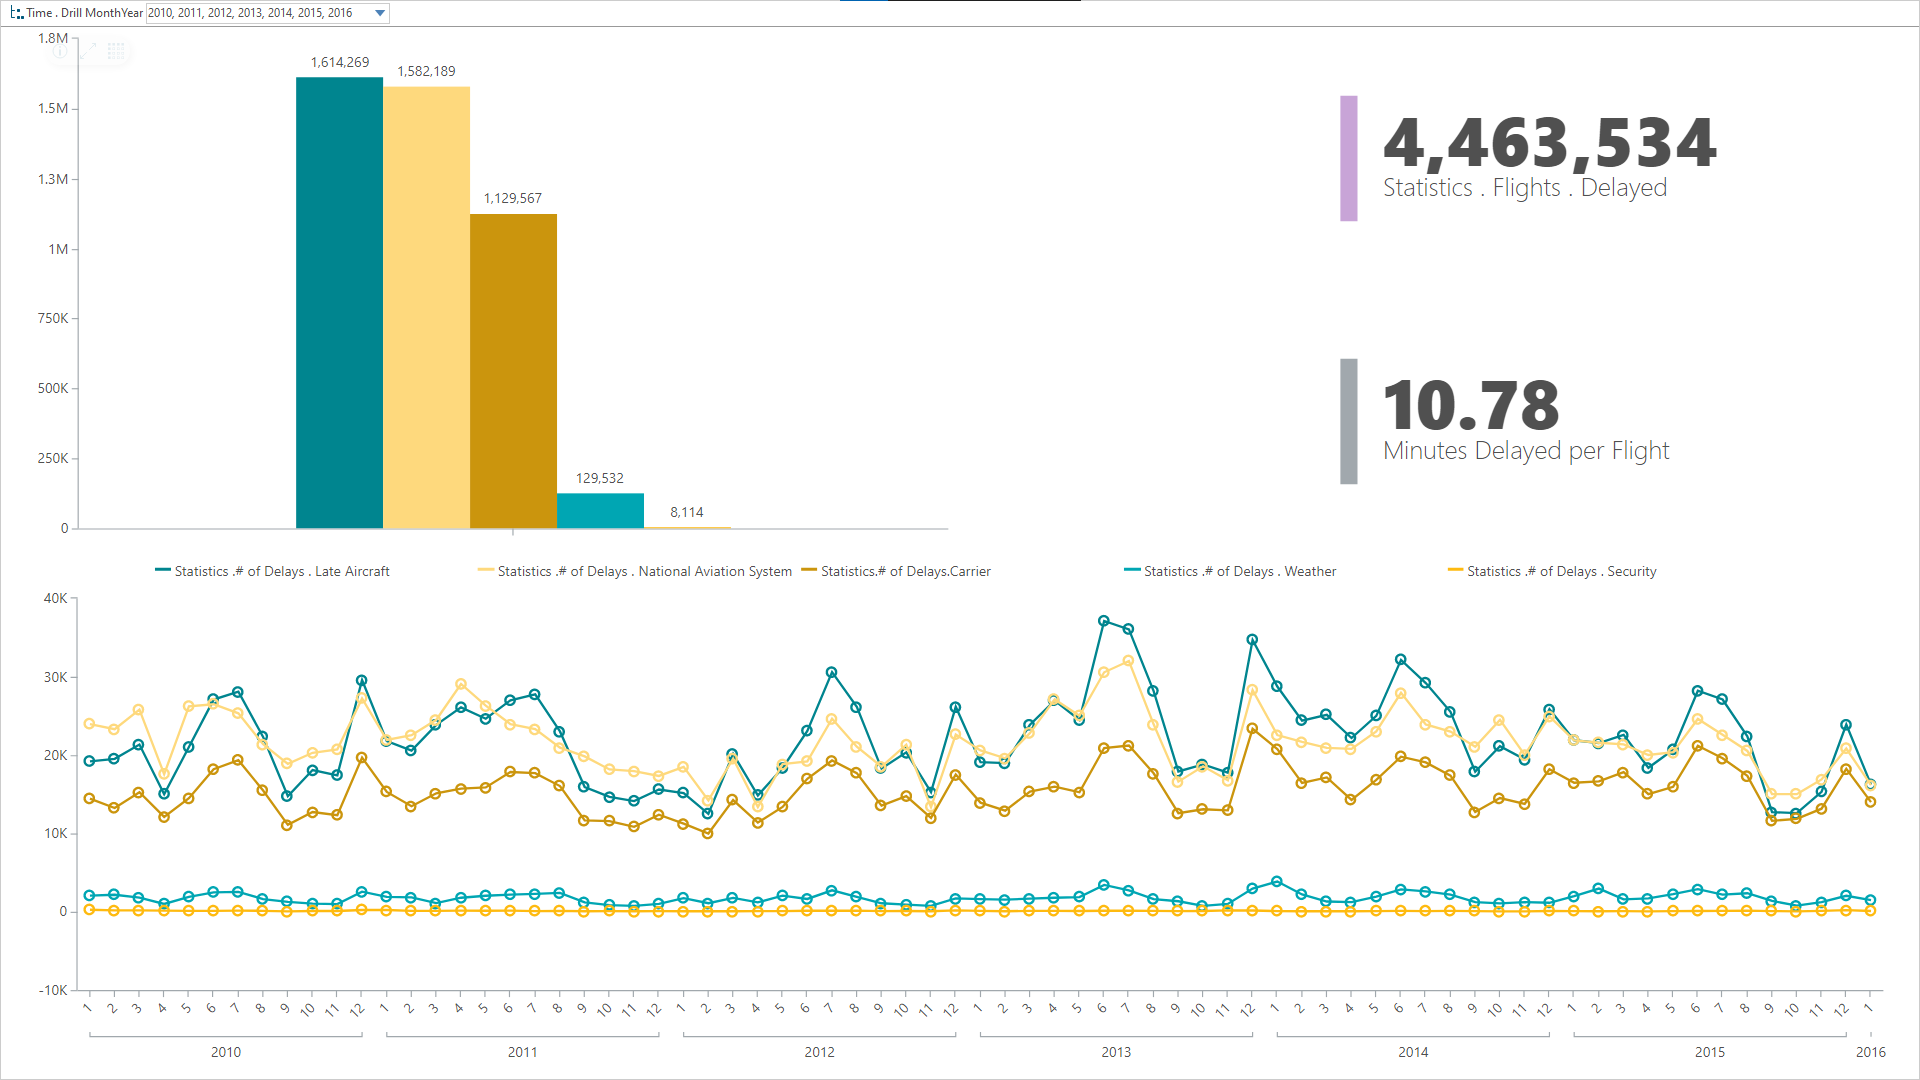 Time . Drill MonthYear 2010, 2011, 2012, 2013, 2014, 2015, 2016
1.8M
1.5M
1.3M
1M
750K
500K
250K
0
1,614,269
1,582,189
1,129,567
129,532
8,114
4,463,534
Statistics . Flights . Delayed
10.78
Minutes Delayed per Flight
Statistics .# of Delays . Late Aircraft
Statistics .# of Delays . National Aviation System
Statistics.# of Delays.Carrier
Statistics .# of Delays . Weather
Statistics .# of Delays . Security
40K
30K
20K
10K
0
-10K
1 2 3 4 5 6 7 8 9 10 11 12 1 2 3 4 5 6 7 8 9 10 11 12 1 2 3 4 5 6 7 8 9 10 11 12 1 2 3 4 5 6 7 8 9 10 11 12 1 2 3 4 5 6 7 8 9 10 11 12 1 2 3 4 5 6 7 8 9 10 11 12 1
2010 2011 2012 2013 2014 2015 2016